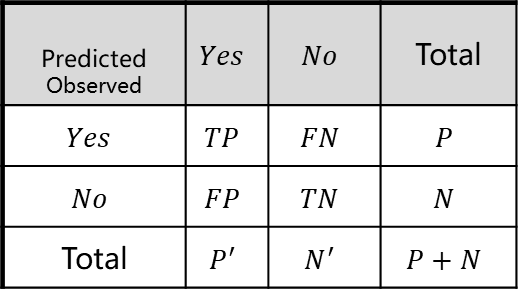 Predicted Yes No Total
Observed
Yes TP FN P
No FP TN N
Total P′ N′ P + N